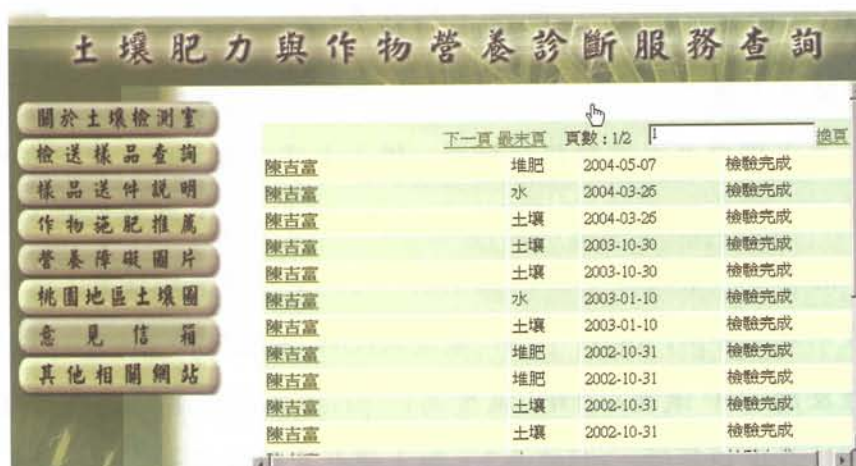 土壤肥力與作物營養診斷服務查詢
關於土壤檢測室
檢送樣品查詢
樣品送件說明
作物施肥推薦
營養障礙圖片
桃園地區土壤圖
意見信箱
其他相關網站
下一頁 最末頁 頁數：1/2 1 換頁
陳吉富 堆肥 2004-05-07 檢驗完成
陳吉富 水 2004-03-26 檢驗完成
陳吉富 土壤 2004-03-26 檢驗完成
陳吉富 土壤 2003-10-30 檢驗完成
陳吉富 土壤 2003-10-30 檢驗完成
陳吉富 水 2003-01-10 檢驗完成
陳吉富 土壤 2003-01-10 檢驗完成
陳吉富 堆肥 2002-10-31 檢驗完成
陳吉富 堆肥 2002-10-31 檢驗完成
陳吉富 土壤 2002-10-31 檢驗完成
陳吉富 土壤 2002-10-31 檢驗完成